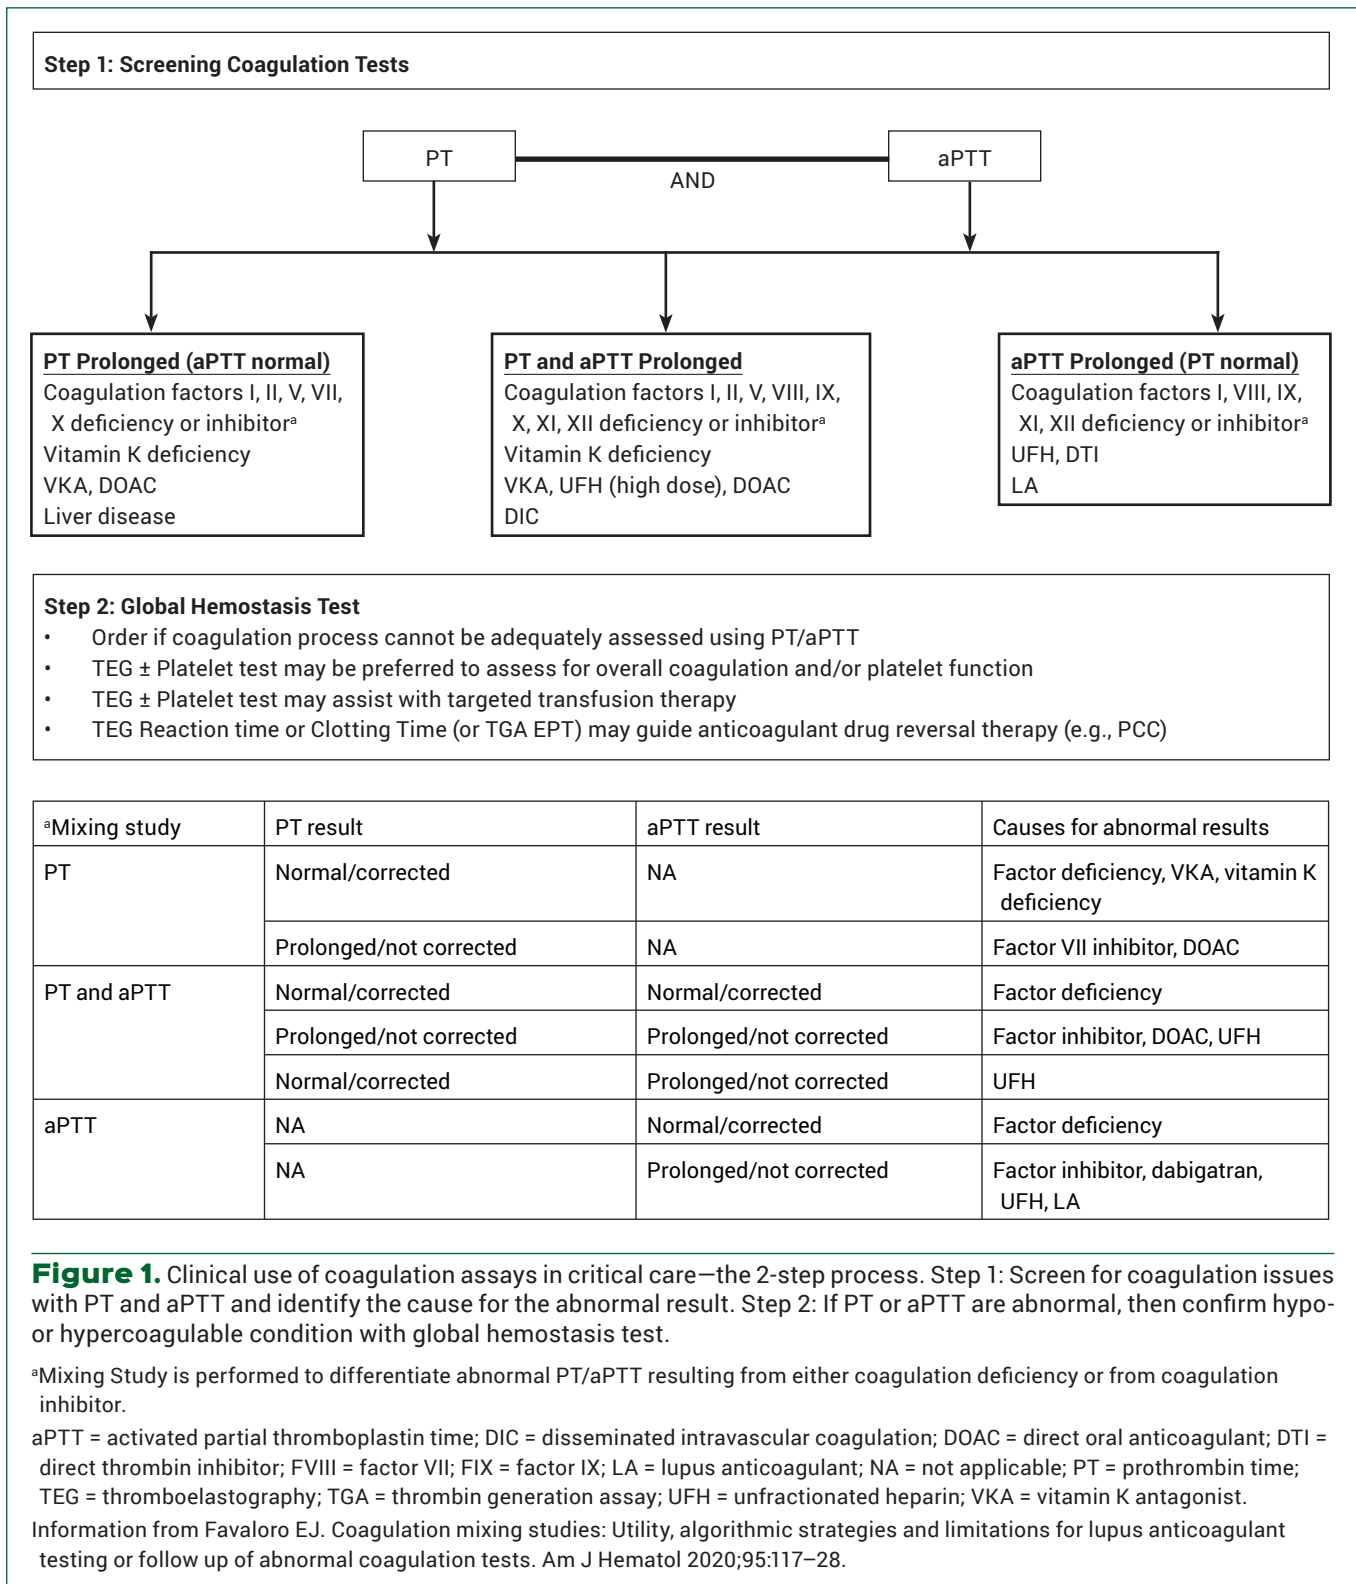 Step 1: Screening Coagulation Tests
PT
aPTT
AND
PT Prolonged (aPTT normal)
Coagulation factors I, II, V, VII,
X deficiency or inhibitorᵃ
Vitamin K deficiency
VKA, DOAC
Liver disease
PT and aPTT Prolonged
Coagulation factors I, II, V, VIII, IX,
X, XI, XII deficiency or inhibitorᵃ
Vitamin K deficiency
VKA, UFH (high dose), DOAC
DIC
aPTT Prolonged (PT normal)
Coagulation factors I, VIII, IX,
XI, XII deficiency or inhibitorᵃ
UFH, DTI
LA
Step 2: Global Hemostasis Test
• Order if coagulation process cannot be adequately assessed using PT/aPTT
• TEG ± Platelet test may be preferred to assess for overall coagulation and/or platelet function
• TEG ± Platelet test may assist with targeted transfusion therapy
• TEG Reaction time or Clotting Time (or TGA EPT) may guide anticoagulant drug reversal therapy (e.g., PCC)
ᵃMixing study PT result aPTT result Causes for abnormal results
PT Normal/corrected NA Factor deficiency, VKA, vitamin K
deficiency
Prolonged/not corrected NA Factor VII inhibitor, DOAC
PT and aPTT Normal/corrected Normal/corrected Factor deficiency
Prolonged/not corrected Prolonged/not corrected Factor inhibitor, DOAC, UFH
Normal/corrected Prolonged/not corrected UFH
aPTT NA Normal/corrected Factor deficiency
NA Prolonged/not corrected Factor inhibitor, dabigatran,
UFH, LA
Figure 1. Clinical use of coagulation assays in critical care—the 2-step process. Step 1: Screen for coagulation issues
with PT and aPTT and identify the cause for the abnormal result. Step 2: If PT or aPTT are abnormal, then confirm hypo-
or hypercoagulable condition with global hemostasis test.
ᵃMixing Study is performed to differentiate abnormal PT/aPTT resulting from either coagulation deficiency or from coagulation
inhibitor.
aPTT = activated partial thromboplastin time; DIC = disseminated intravascular coagulation; DOAC = direct oral anticoagulant; DTI =
direct thrombin inhibitor; FVIII = factor VII; FIX = factor IX; LA = lupus anticoagulant; NA = not applicable; PT = prothrombin time;
TEG = thromboelastography; TGA = thrombin generation assay; UFH = unfractionated heparin; VKA = vitamin K antagonist.
Information from Favaloro EJ. Coagulation mixing studies: Utility, algorithmic strategies and limitations for lupus anticoagulant
testing or follow up of abnormal coagulation tests. Am J Hematol 2020;95:117–28.